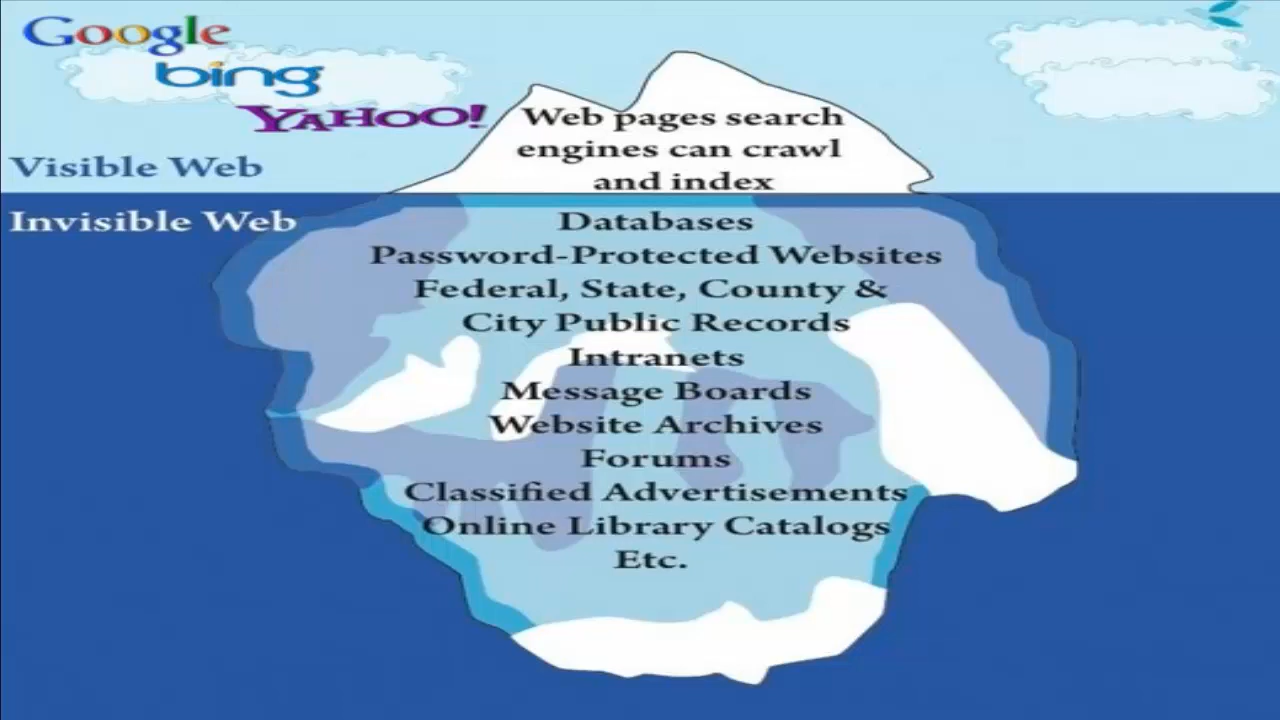 Google
bing
YAHOO!
Web pages search
engines can crawl
and index
Visible Web
Invisible Web
Databases
Password-Protected Websites
Federal, State, County &
City Public Records
Intranets
Message Boards
Website Archives
Forums
Classified Advertisements
Online Library Catalogs
Etc.